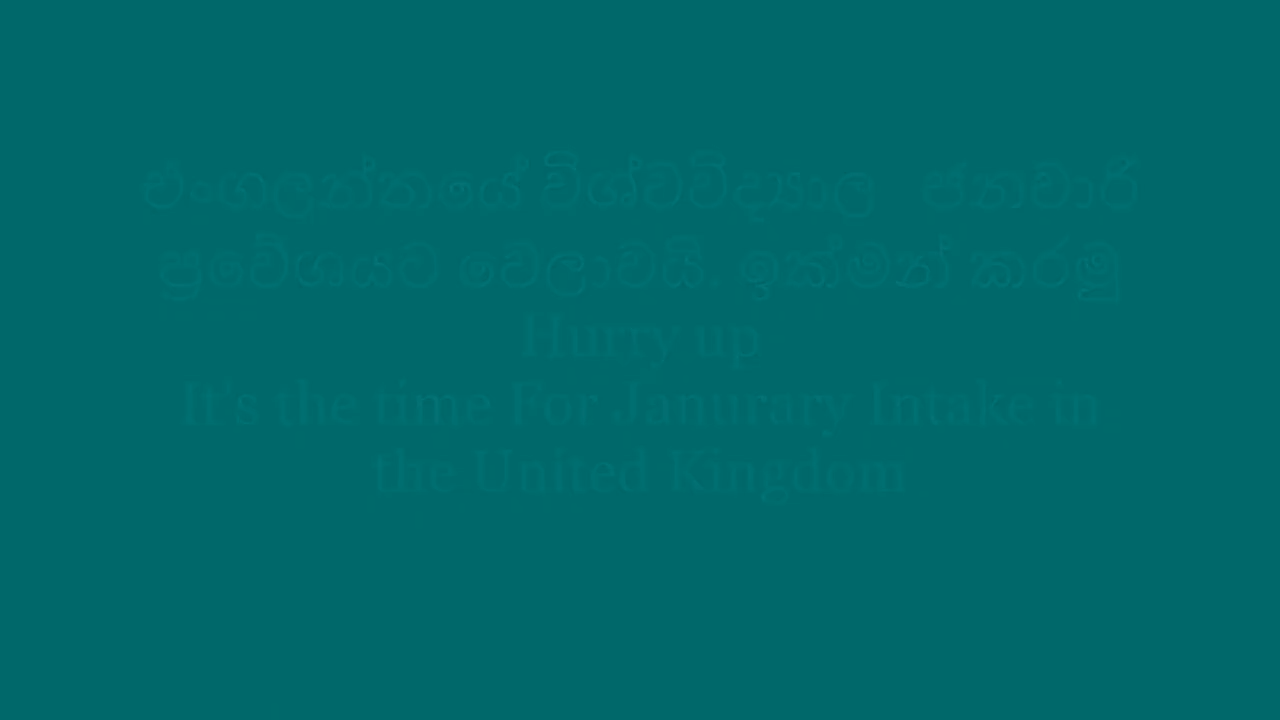 එංගලන්තයේ විශ්වවිද්‍යාල ජනවාරි
ප්‍රවේශයට වෙලාවයි. ඉක්මන් කරමු
Hurry up
It's the time For Janurary Intake in
the United Kingdom